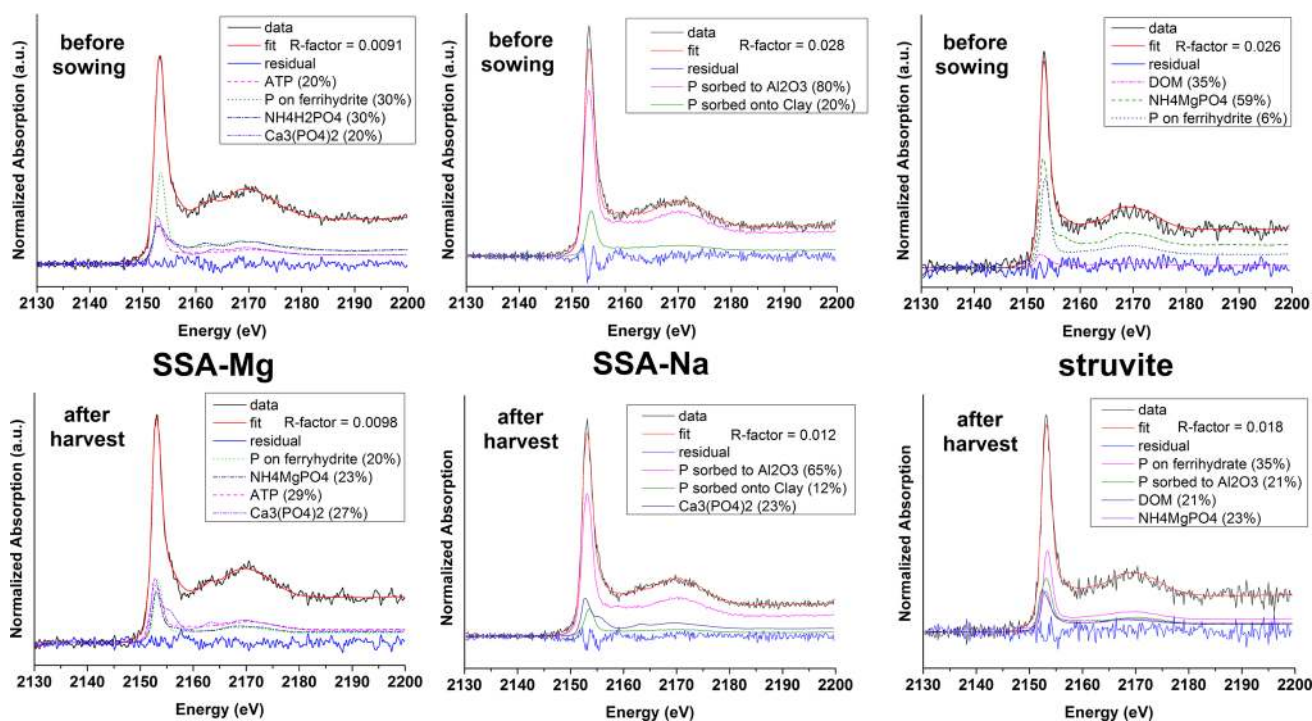 before
sowing
data
fit R-factor = 0.0091
residual
ATP (20%)
P on ferrihydrite (30%)
NH4H2PO4 (30%)
Ca3(PO4)2 (20%)
Normalized Absorption (a.u.)
2130 2140 2150 2160 2170 2180 2190 2200
Energy (eV)
before
sowing
data
fit R-factor = 0.028
residual
P sorbed to Al2O3 (80%)
P sorbed onto Clay (20%)
Normalized Absorption (a.u.)
2130 2140 2150 2160 2170 2180 2190 2200
Energy (eV)
before
sowing
data
fit R-factor = 0.026
residual
DOM (35%)
NH4MgPO4 (59%)
P on ferrihydrite (6%)
Normalized Absorption (a.u.)
2130 2140 2150 2160 2170 2180 2190 2200
Energy (eV)
SSA-Mg
SSA-Na
struvite
after
harvest
data
fit R-factor = 0.0098
residual
P on ferryhydrite (20%)
NH4MgPO4 (23%)
ATP (29%)
Ca3(PO4)2 (27%)
Normalized Absorption (a.u.)
2130 2140 2150 2160 2170 2180 2190 2200
Energy (eV)
after
harvest
data
fit R-factor = 0.012
residual
P sorbed to Al2O3 (65%)
P sorbed onto Clay (12%)
Ca3(PO4)2 (23%)
Normalized Absorption
2130 2140 2150 2160 2170 2180 2190 2200
Energy (eV)
after
harvest
data
fit R-factor = 0.018
residual
P on ferrihydrate (35%)
P sorbed to Al2O3 (21%)
DOM (21%)
NH4MgPO4 (23%)
Normalized Absorption
2130 2140 2150 2160 2170 2180 2190 2200
Energy (eV)